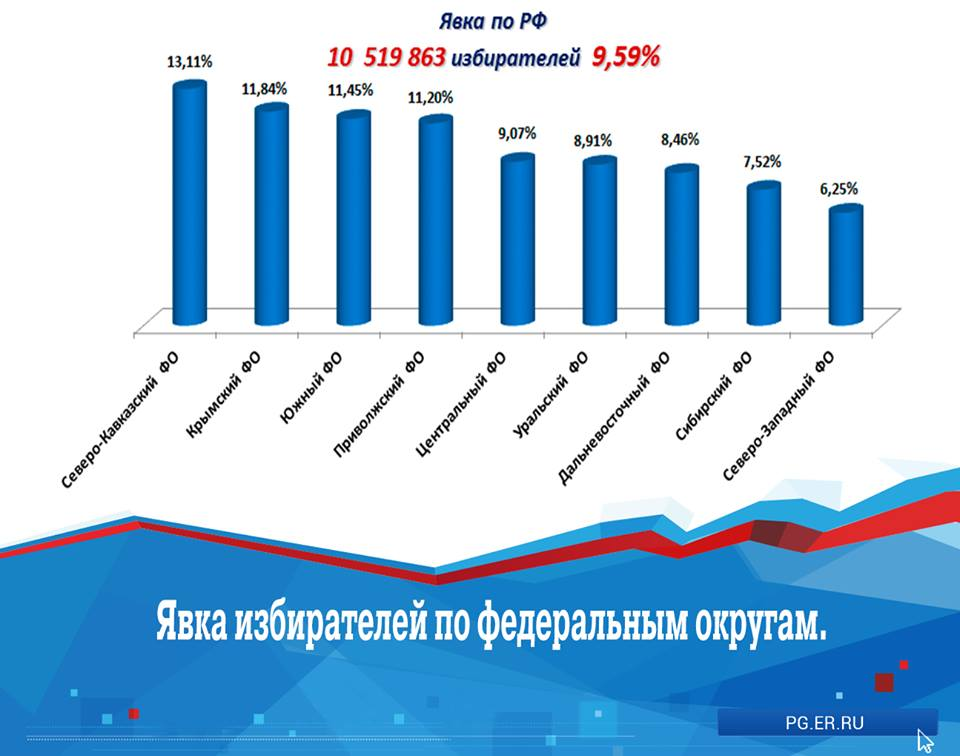 Явка по РФ
10 519 863 избирателей 9,59%
13,11%
11,84%
11,45%
11,20%
9,07%
8,91%
8,46%
7,52%
6,25%
Северо-Кавказский ФО
Крымский ФО
Южный ФО
Приволжский ФО
Центральный ФО
Уральский ФО
Дальневосточный ФО
Сибирский ФО
Северо-Западный ФО
Явка избирателей по федеральным округам.
PG.ER.RU